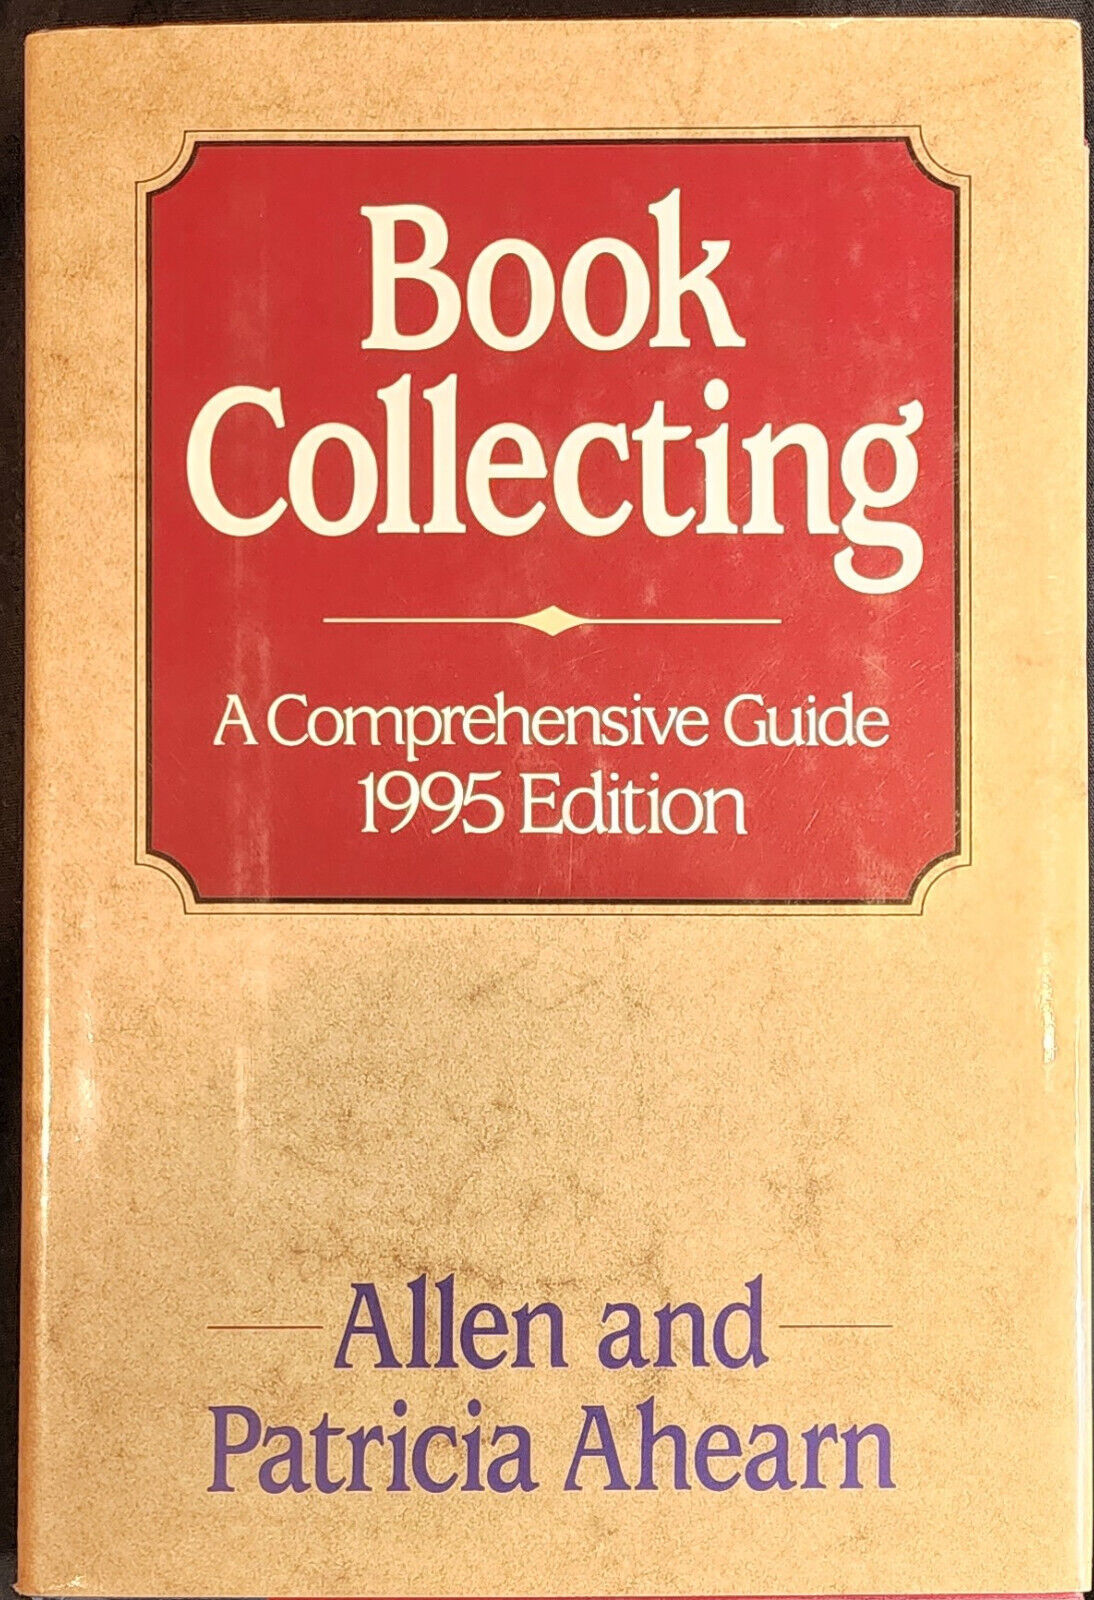 Book
Collecting
A Comprehensive Guide
1995 Edition
Allen and
Patricia Ahearn